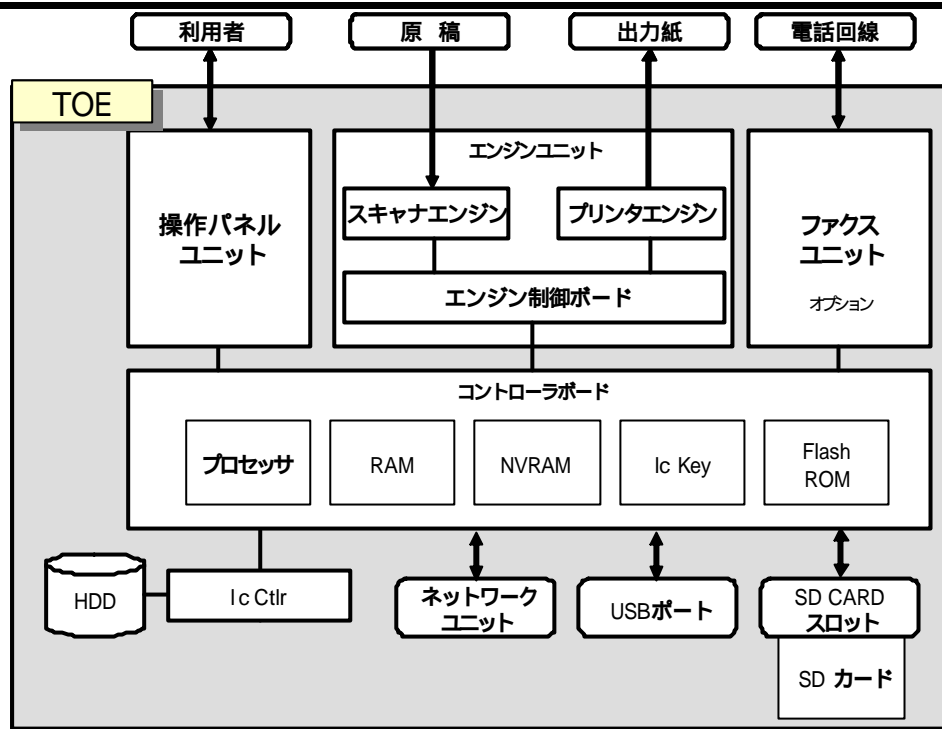 利用者
原 稿
出力紙
電話回線
TOE
エンジンユニット
操作パネル
ユニット
スキャナエンジン
プリンタエンジン
ファクス
ユニット
オプション
エンジン制御ボード
コントローラボード
プロセッサ
RAM
NVRAM
Ic Key
Flash
ROM
HDD
Ic Ctlr
ネットワーク
ユニット
USBポート
SD CARD
スロット
SD カード